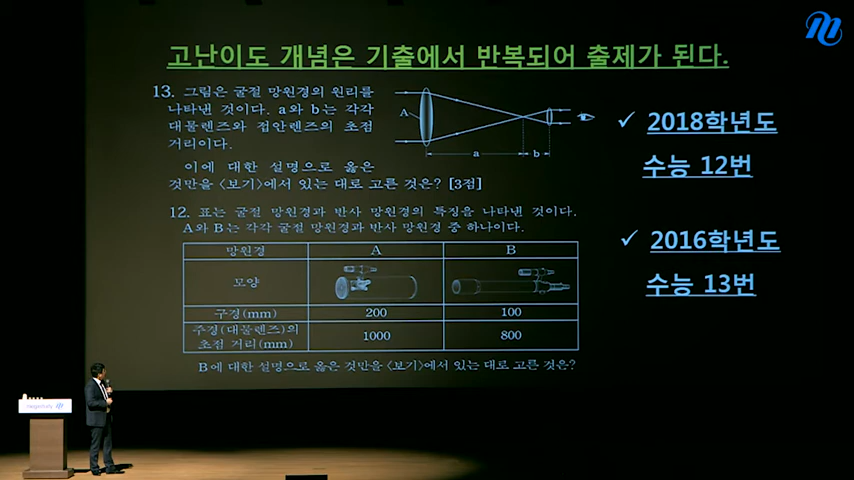 고난이도 개념은 기출에서 반복되어 출제가 된다.
13. 그림은 굴절 망원경의 원리를
나타낸 것이다. a와 b는 각각
대물렌즈와 접안렌즈의 초점
거리이다.
이에 대한 설명으로 옳은
것만을 <보기>에서 있는 대로 고른 것은? [3점]
A
a
b
12. 표는 굴절 망원경과 반사 망원경의 특징을 나타낸 것이다.
A와 B는 각각 굴절 망원경과 반사 망원경 중 하나이다.
망원경 A B
모양
구경(mm) 200 100
주경(대물렌즈)의
초점 거리(mm) 1000 800
B에 대한 설명으로 옳은 것만을 <보기>에서 있는 대로 고른 것은?
✓ 2018학년도
수능 12번
✓ 2016학년도
수능 13번